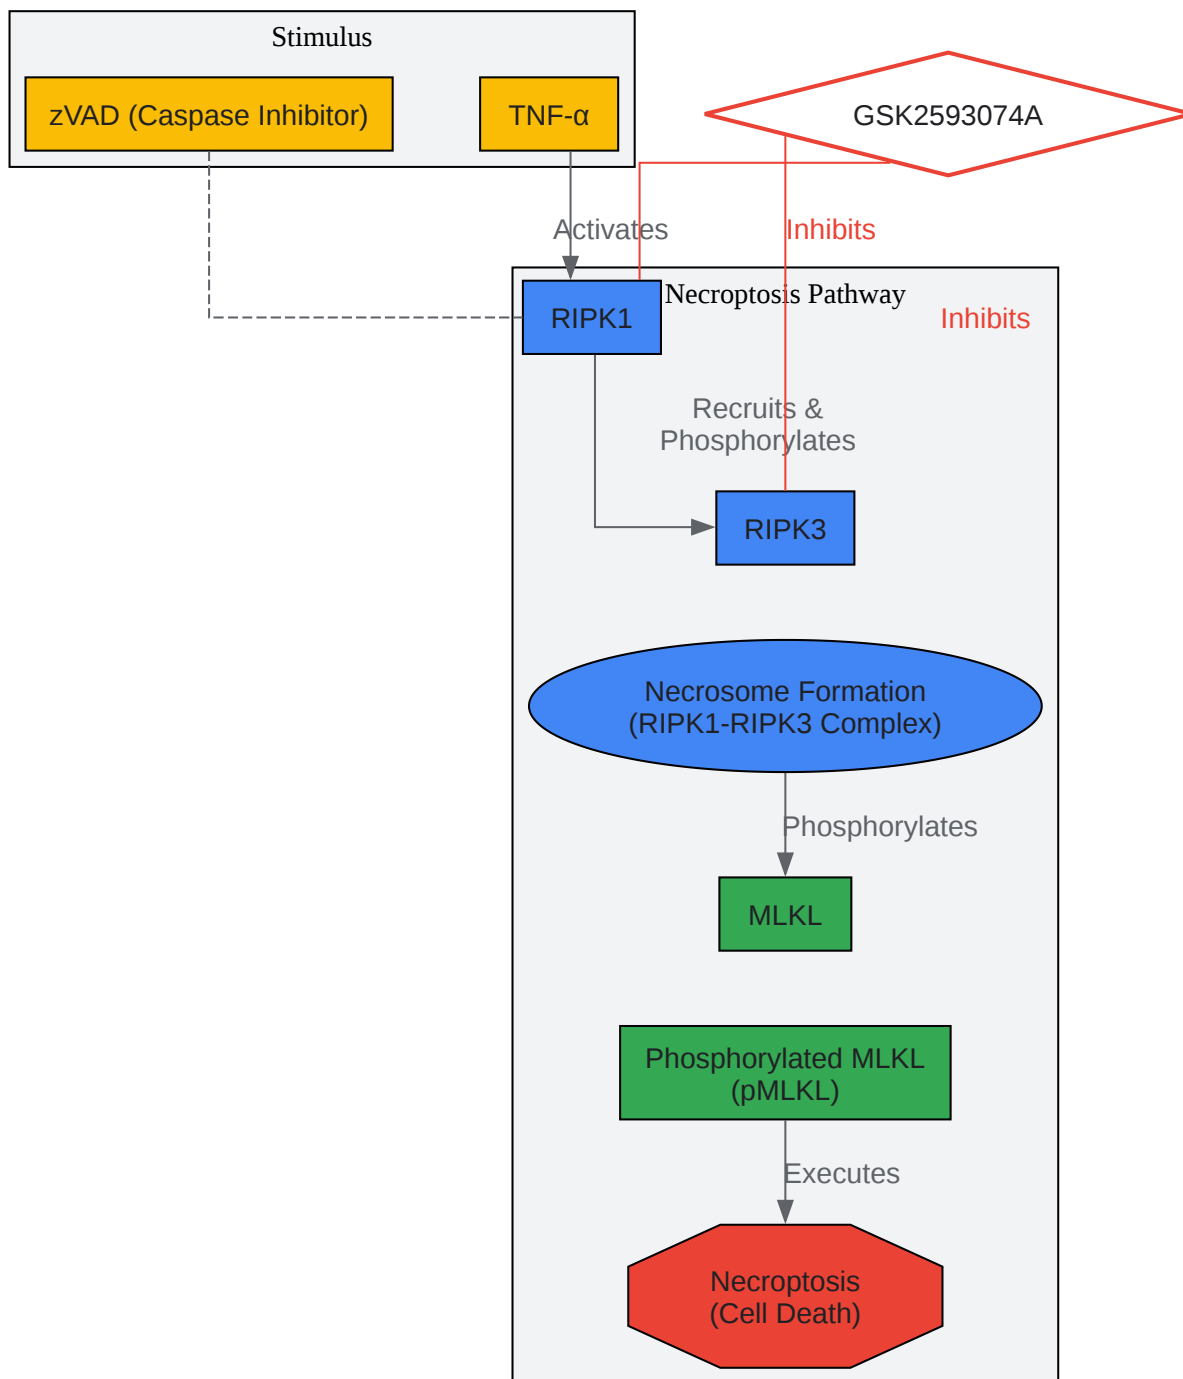 Stimulus
zVAD (Caspase Inhibitor)
TNF-α
GSK2593074A
Activates
Inhibits
Necroptosis Pathway
RIPK1
Inhibits
Recruits &
Phosphorylates
RIPK3
Necrosome Formation
(RIPK1-RIPK3 Complex)
Phosphorylates
MLKL
Phosphorylated MLKL
(pMLKL)
Executes
Necroptosis
(Cell Death)